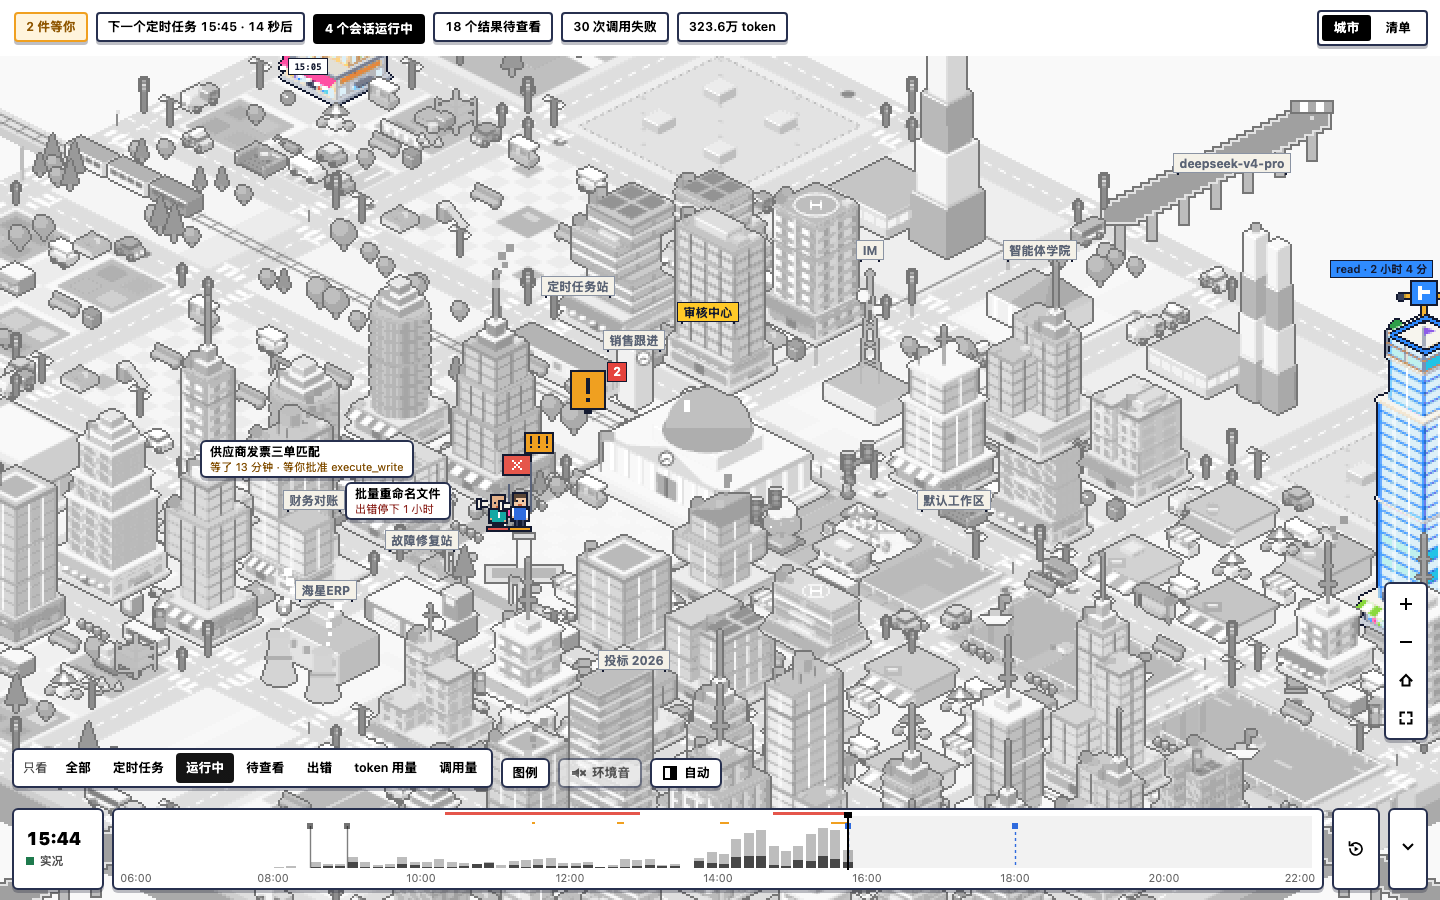 2 件等你
下一个定时任务 15:45 · 14 秒后
4 个会话运行中
18 个结果待查看
30 次调用失败
323.6万 token
城市
清单
15:05
deepseek-v4-pro
IM
智能体学院
read · 2 小时 4 分
定时任务站
审核中心
销售跟进
2
!
!!!
供应商发票三单匹配
等了 13 分钟 · 等你批准 execute_write
财务对账
批量重命名文件
出错停下 1 小时
默认工作区
故障修复站
海星ERP
投标 2026
只看
全部
定时任务
运行中
待查看
出错
token 用量
调用量
图例
环境音
自动
15:44
实况
06:00
08:00
10:00
12:00
14:00
16:00
18:00
20:00
22:00